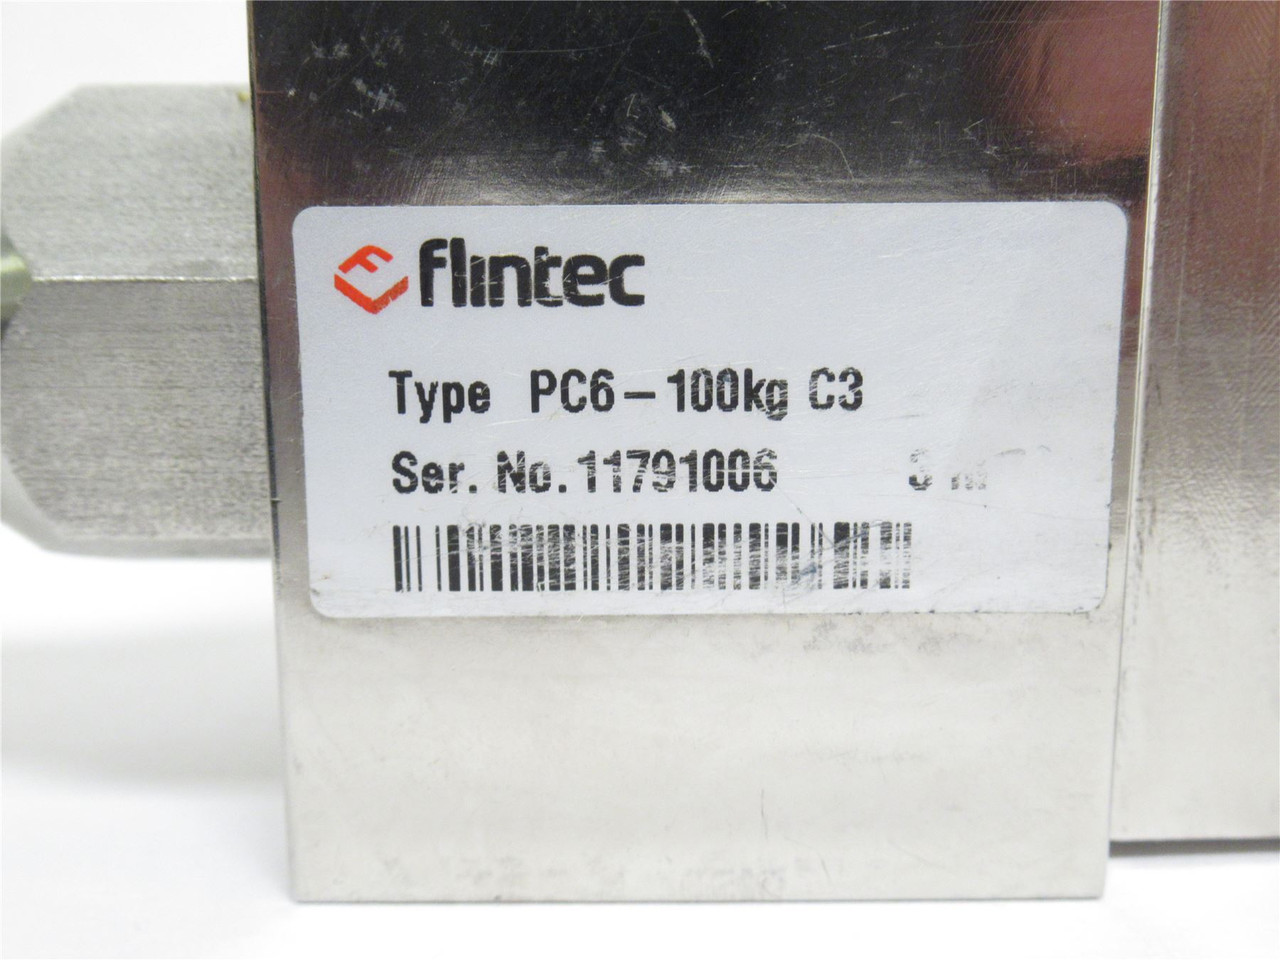 flintec
Type PC6-100kg C3
Ser. No. 11791006